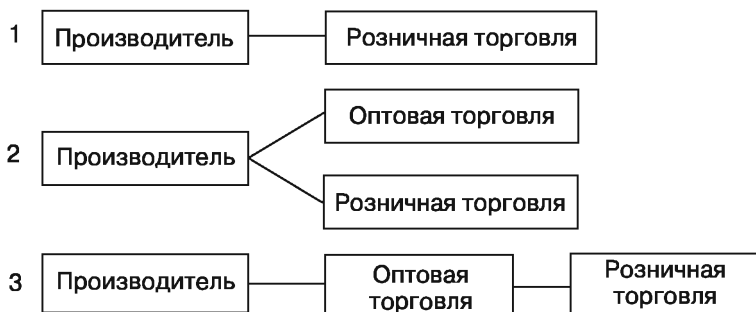 1 Производитель Розничная торговля
Оптовая торговля
2 Производитель
Розничная торговля
3 Производитель Оптовая торговля Розничная торговля